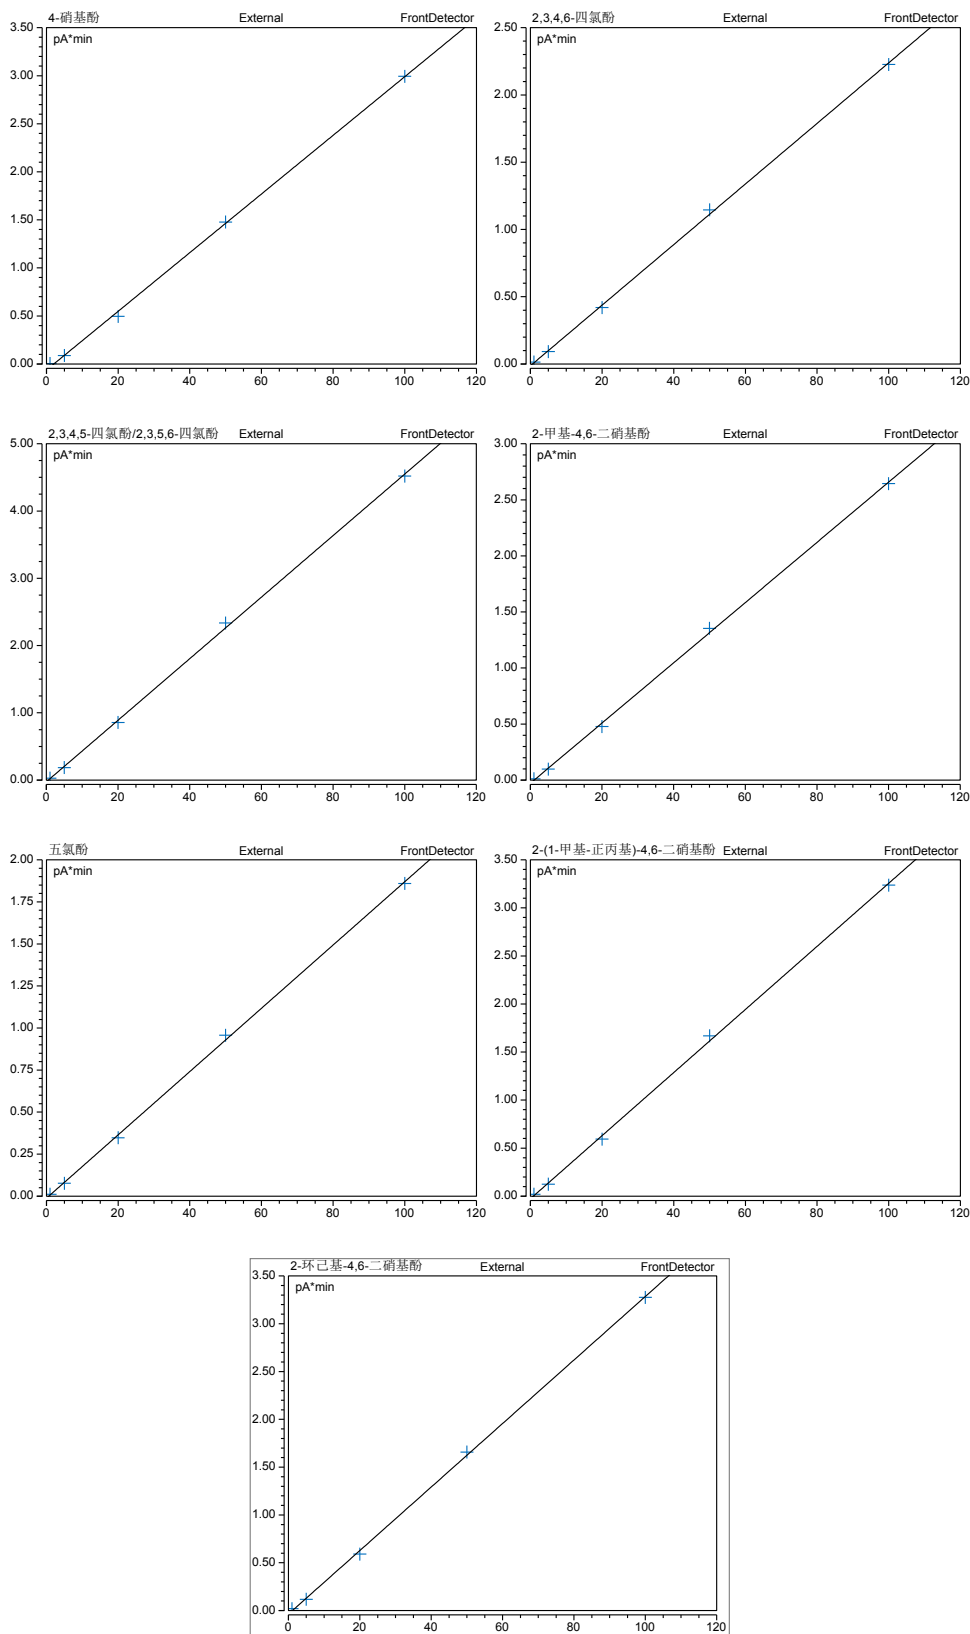 4-硝基酚 External FrontDetector
pA*min
3.50
3.00
2.50
2.00
1.50
1.00
0.50
0.00
0 20 40 60 80 100 120
2,3,4,6-四氯酚 External FrontDetector
pA*min
2.50
2.00
1.50
1.00
0.50
0.00
0 20 40 60 80 100 120
2,3,4,5-四氯酚/2,3,5,6-四氯酚 External FrontDetector
pA*min
5.00
4.00
3.00
2.00
1.00
0.00
0 20 40 60 80 100 120
2-甲基-4,6-二硝基酚 External FrontDetector
pA*min
3.00
2.50
2.00
1.50
1.00
0.50
0.00
0 20 40 60 80 100 120
五氯酚 External FrontDetector
pA*min
2.00
1.75
1.50
1.25
1.00
0.75
0.50
0.25
0.00
0 20 40 60 80 100 120
2-(1-甲基-正丙基)-4,6-二硝基酚 External FrontDetector
pA*min
3.50
3.00
2.50
2.00
1.50
1.00
0.50
0.00
0 20 40 60 80 100 120
2-环己基-4,6-二硝基酚 External FrontDetector
pA*min
3.50
3.00
2.50
2.00
1.50
1.00
0.50
0.00
0 20 40 60 80 100 120